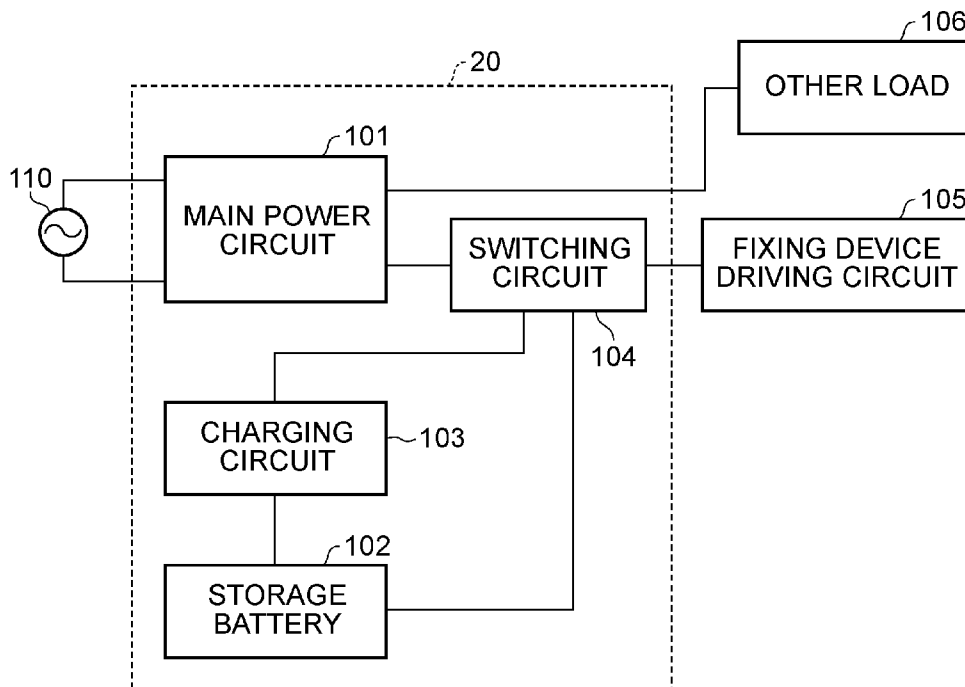 106
OTHER LOAD
20
101
110
MAIN POWER
CIRCUIT
105
SWITCHING
CIRCUIT
FIXING DEVICE
DRIVING CIRCUIT
104
CHARGING
CIRCUIT
103
102
STORAGE
BATTERY